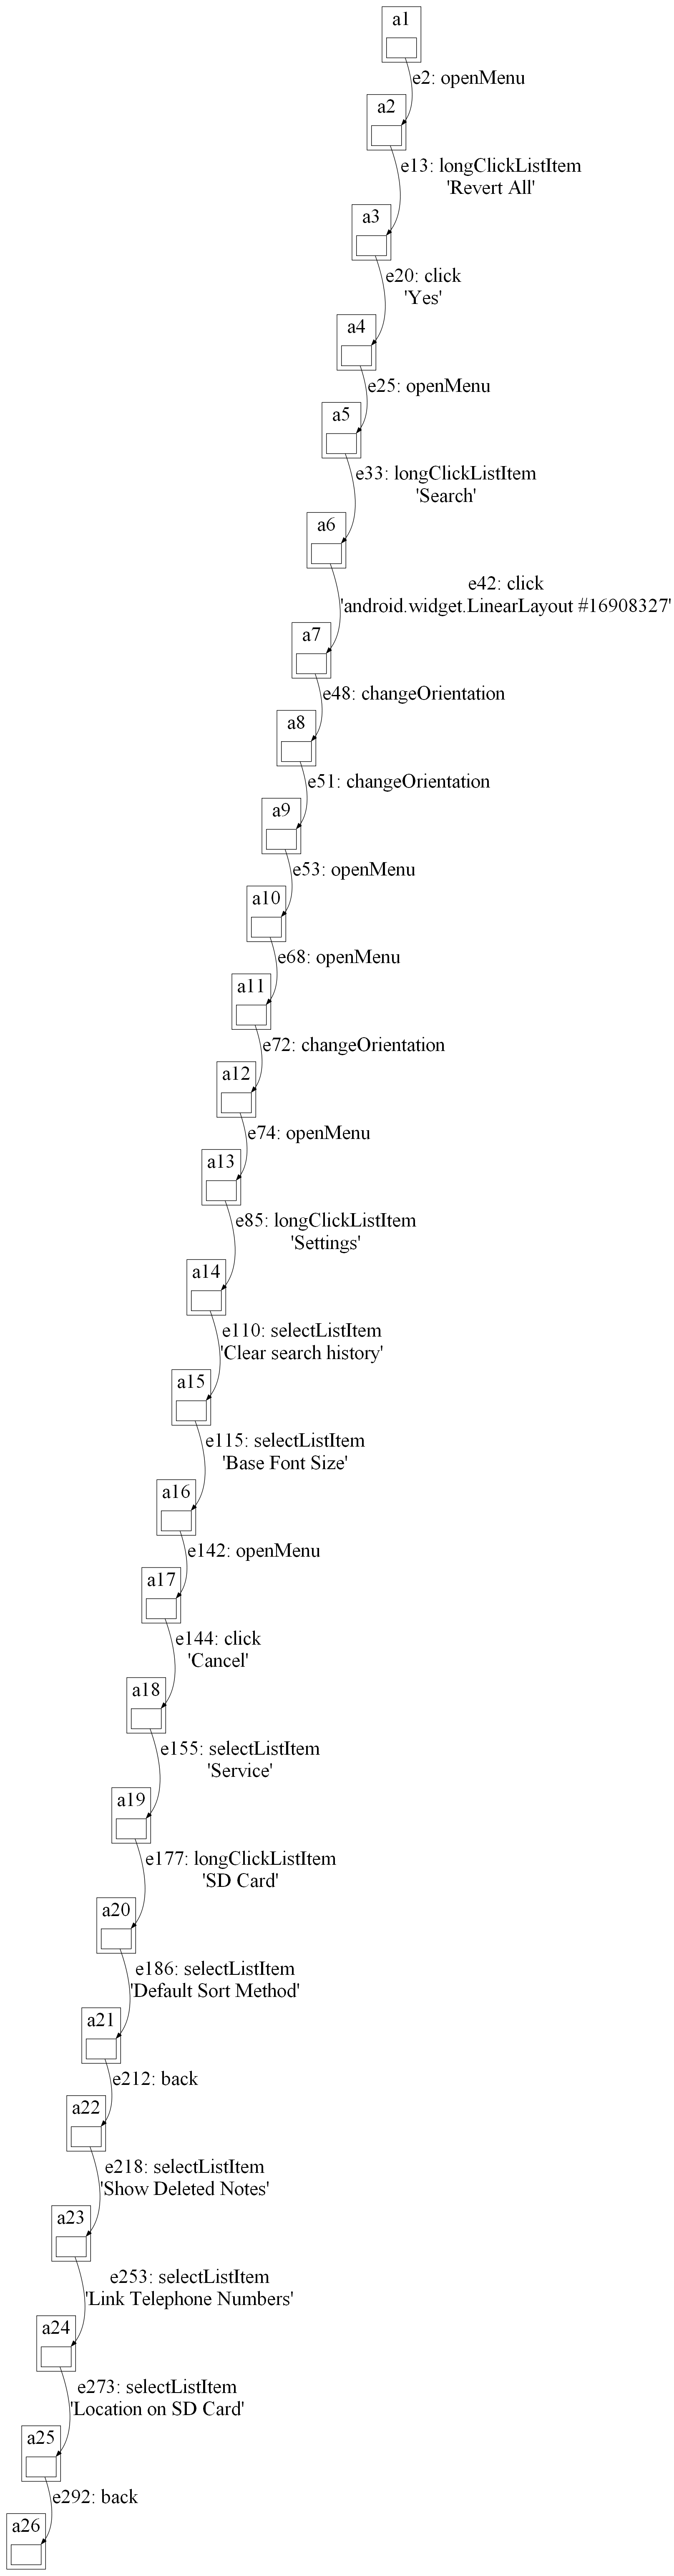 a1
e2: openMenu
a2
e13: longClickListItem
'Revert All'
a3
e20: click
'Yes'
a4
e25: openMenu
a5
e33: longClickListItem
'Search'
a6
e42: click
'android.widget.LinearLayout #16908327'
a7
e48: changeOrientation
a8
e51: changeOrientation
a9
e53: openMenu
a10
e68: openMenu
a11
e72: changeOrientation
a12
e74: openMenu
a13
e85: longClickListItem
'Settings'
a14
e110: selectListItem
'Clear search history'
a15
e115: selectListItem
'Base Font Size'
a16
e142: openMenu
a17
e144: click
'Cancel'
a18
e155: selectListItem
'Service'
a19
e177: longClickListItem
'SD Card'
a20
e186: selectListItem
'Default Sort Method'
a21
e212: back
a22
e218: selectListItem
'Show Deleted Notes'
a23
e253: selectListItem
'Link Telephone Numbers'
a24
e273: selectListItem
'Location on SD Card'
a25
e292: back
a26